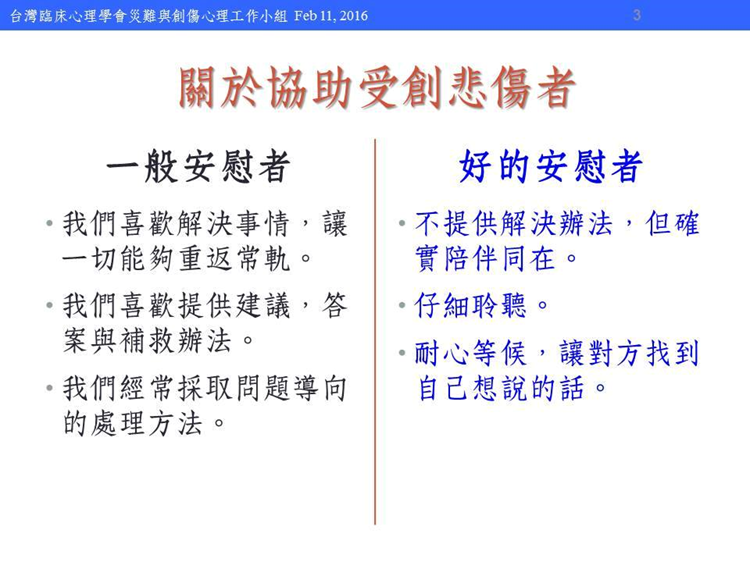 台灣臨床心理學會災難與創傷心理工作小組 Feb 11, 2016
3
關於協助受創悲傷者
一般安慰者
• 我們喜歡解決事情，讓
一切能夠重返常軌。
• 我們喜歡提供建議，答
案與補救辦法。
• 我們經常採取問題導向
的處理方法。
好的安慰者
• 不提供解決辦法，但確
實陪伴同在。
• 仔細聆聽。
• 耐心等候，讓對方找到
自己想說的話。